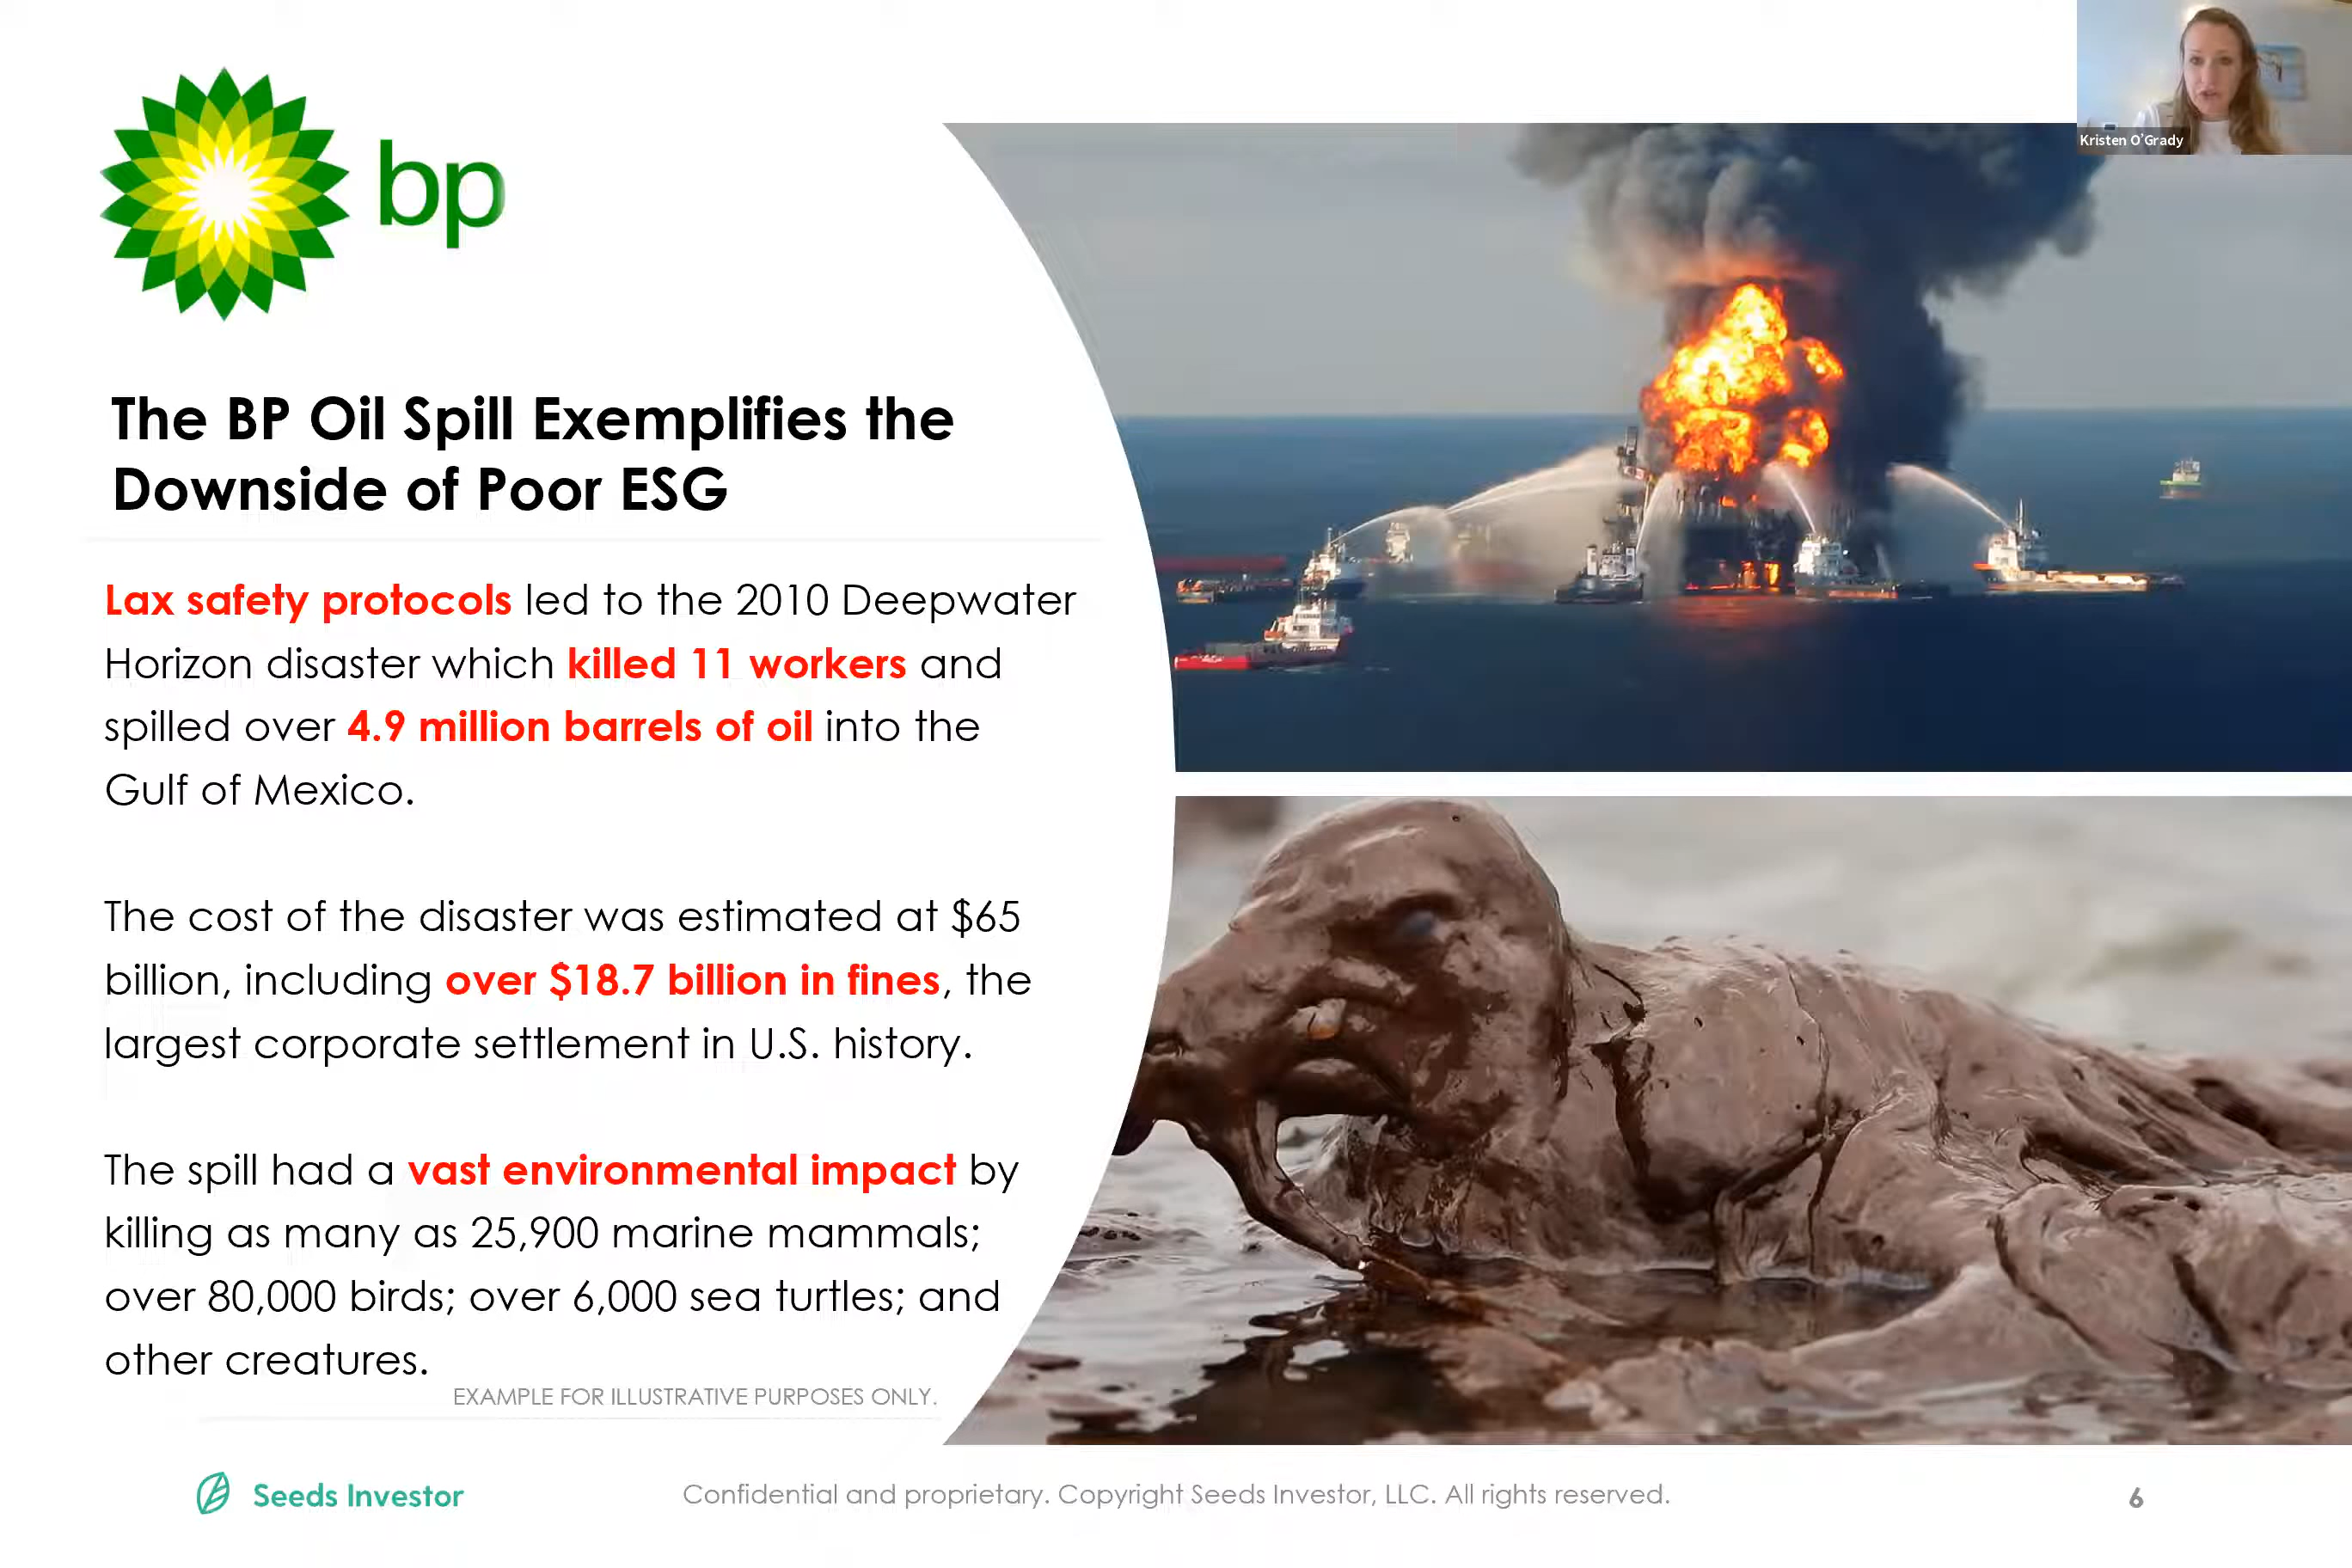 Kristen O'Grady
bp
The BP Oil Spill Exemplifies the
Downside of Poor ESG
Lax safety protocols led to the 2010 Deepwater
Horizon disaster which killed 11 workers and
spilled over 4.9 million barrels of oil into the
Gulf of Mexico.
The cost of the disaster was estimated at $65
billion, including over $18.7 billion in fines, the
largest corporate settlement in U.S. history.
The spill had a vast environmental impact by
killing as many as 25,900 marine mammals;
over 80,000 birds; over 6,000 sea turtles; and
other creatures.
EXAMPLE FOR ILLUSTRATIVE PURPOSES ONLY.
Seeds Investor
Confidential and proprietary. Copyright Seeds Investor, LLC. All rights reserved.
6